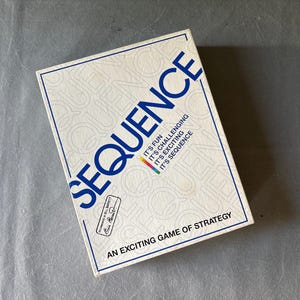 SEQUENCE
IT'S FUN
IT'S CHALLENGING
IT'S EXCITING
IT'S SEQUENCE
AN EXCITING GAME OF STRATEGY